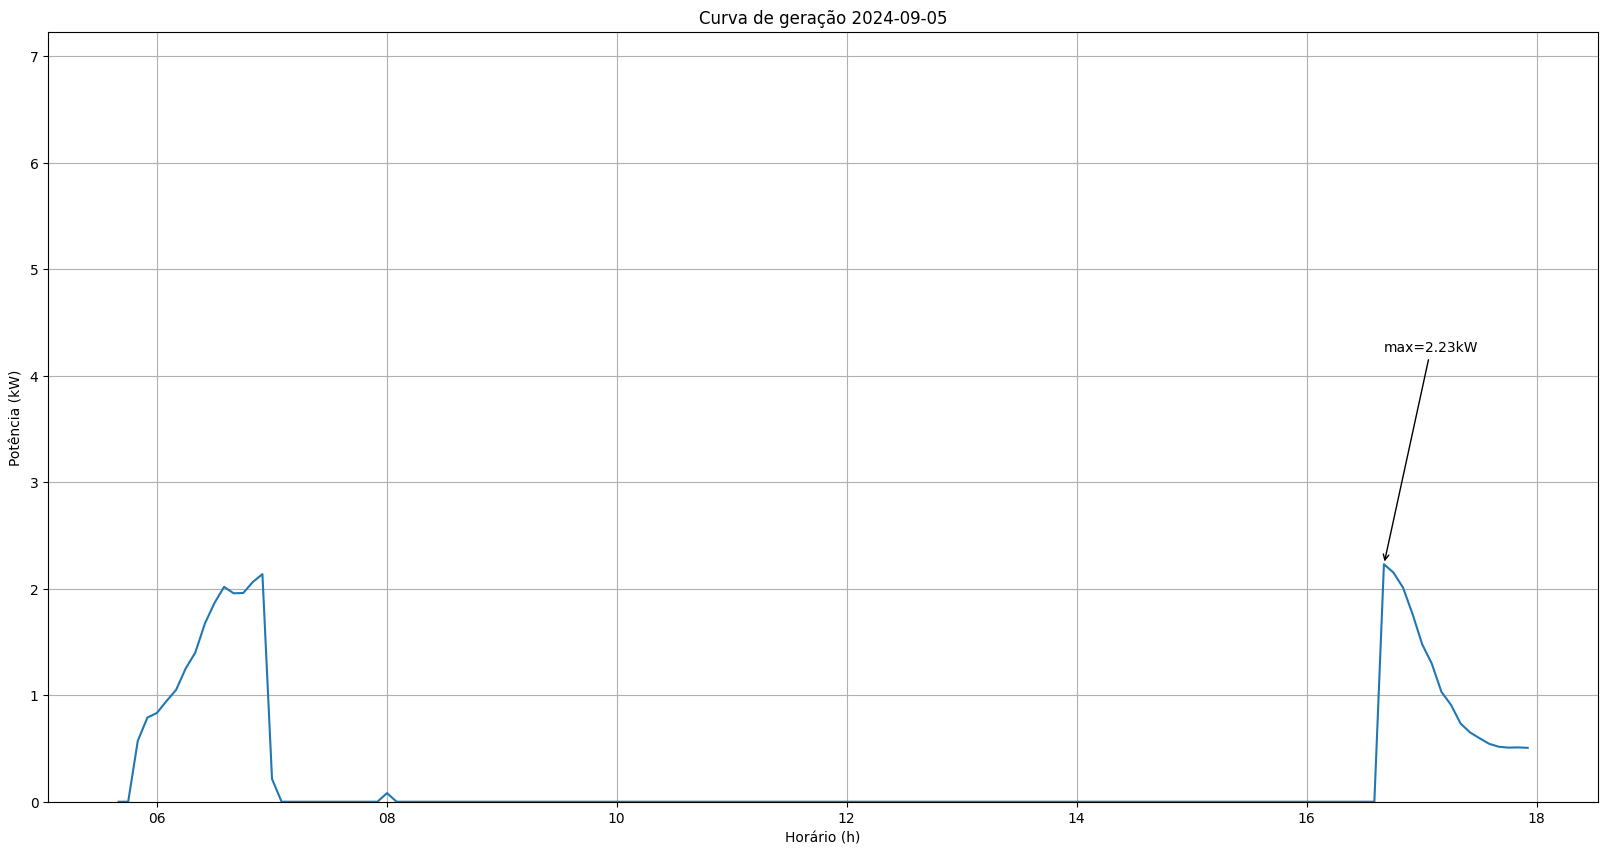 Curva de geração 2024-09-05
7
6
5
4
3
2
1
0
Potência (kW)
max=2.23kW
06 08 10 12 14 16 18
Horário (h)